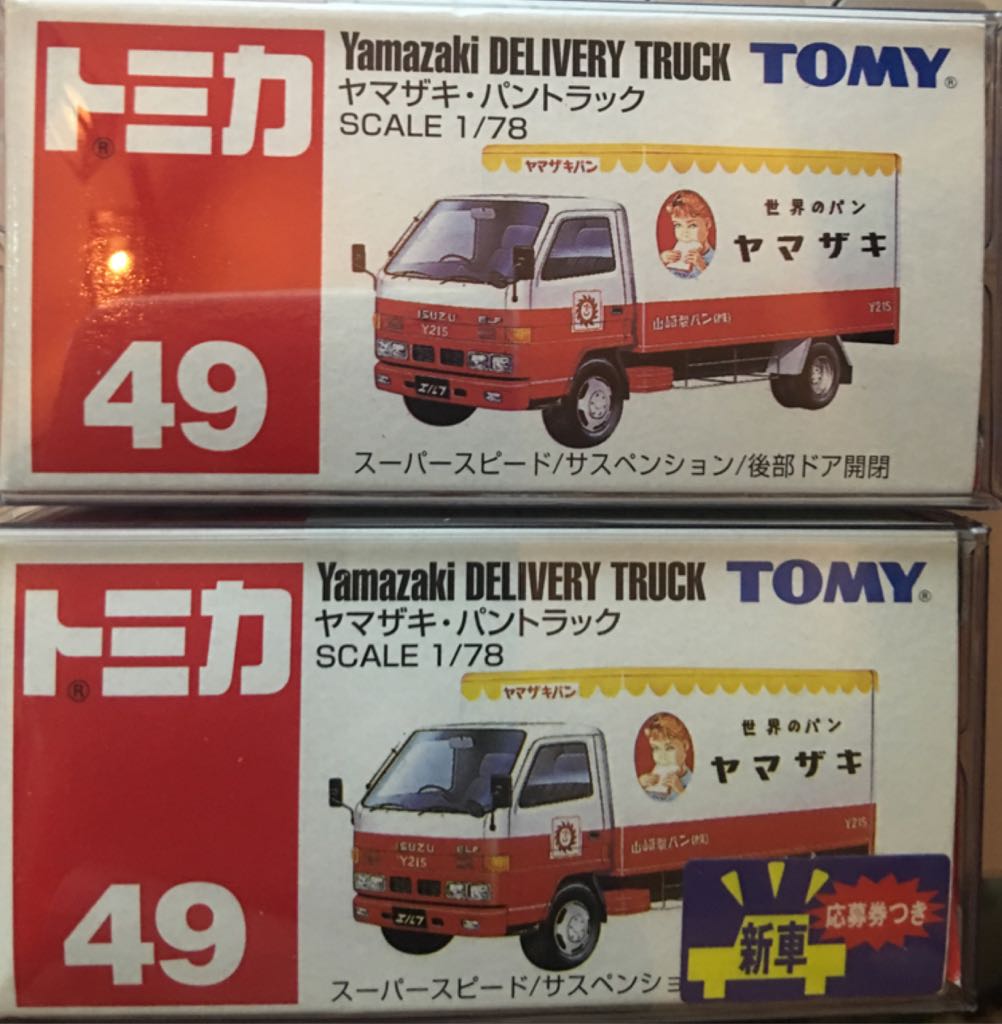 トミカ
®
49
Yamazaki DELIVERY TRUCK
TOMY®
ヤマザキ・パントラック
SCALE 1/78
ヤマザキパン
世界のパン
ヤマザキ
ISUZU
ELF
Y215
エルフ
山崎製パン(株)
Y215
スーパースピード/サスペンション/後部ドア開閉
トミカ
®
49
Yamazaki DELIVERY TRUCK
TOMY®
ヤマザキ・パントラック
SCALE 1/78
ヤマザキパン
世界のパン
ヤマザキ
ISUZU
ELF
Y215
エルフ
山崎製パン(株)
Y215
スーパースピード/サスペンショ
新車
応募券つき